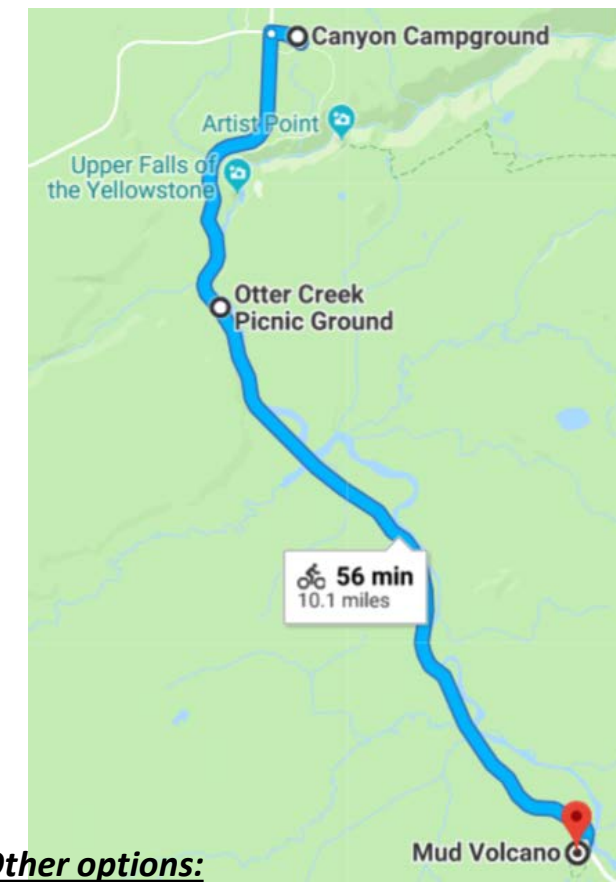 Canyon Campground
Artist Point
Upper Falls of
the Yellowstone
Otter Creek
Picnic Ground
56 min
10.1 miles
Mud Volcano
Other options: